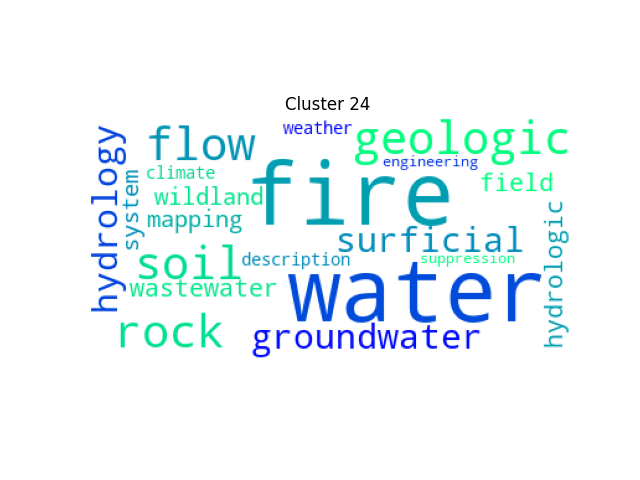 Cluster 24
weather
flow
geologic
hydrology
engineering
fire
climate
system
field
wildland
mapping
surficial
hydrologic
soil
description
suppression
water
wastewater
rock
groundwater